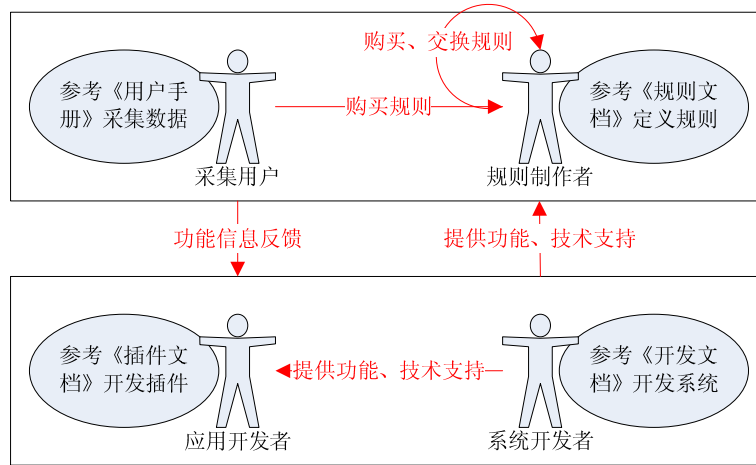 购买、交换规则
参考《用户手
册》采集数据
购买规则
参考《规则文
档》定义规则
采集用户
规则制作者
功能信息反馈
提供功能、技术支持
参考《插件文
档》开发插件
提供功能、技术支持
参考《开发文
档》开发系统
应用开发者
系统开发者